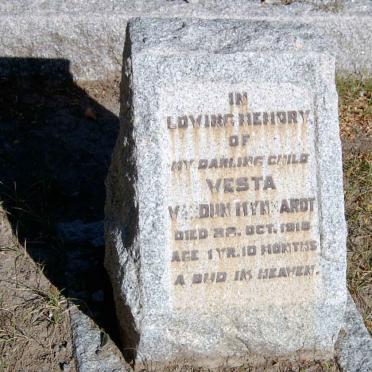 IN
LOVING MEMORY.
OF
MY DARLING CHILD
VESTA
DIED OCT. 1918
AGE 1 YR. 10 MONTHS
A BUD IN HEAVEN.